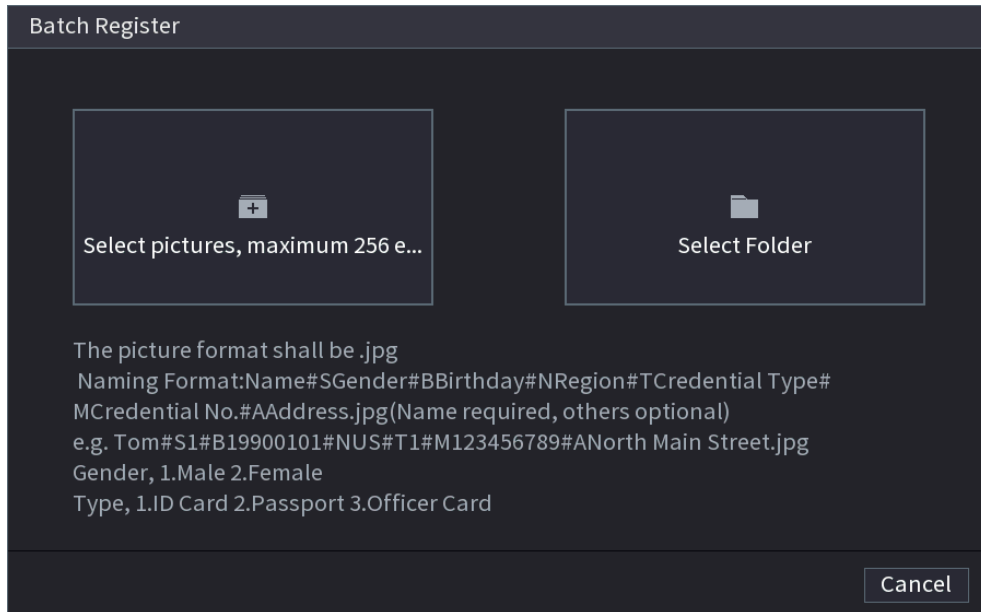 Batch Register
Select pictures, maximum 256 e...
Select Folder
The picture format shall be .jpg
Naming Format:Name#SGender#BBirthday#NRegion#TCredential Type#
MCredential No.#AAddress.jpg(Name required, others optional)
e.g. Tom#S1#B19900101#NUS#T1#M123456789#ANorth Main Street.jpg
Gender, 1.Male 2.Female
Type, 1.ID Card 2.Passport 3.Officer Card
Cancel